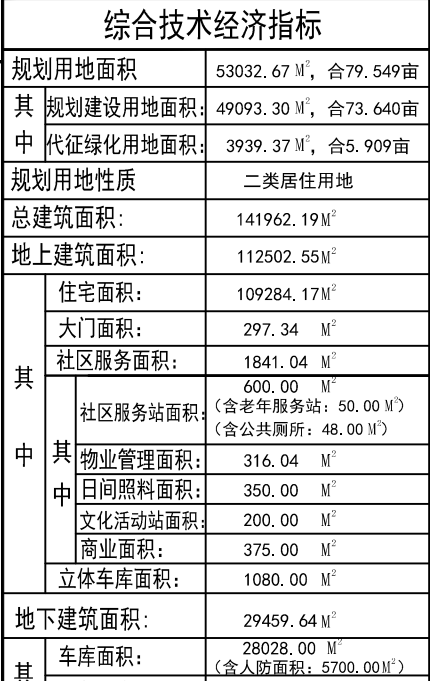 综合技术经济指标
规划用地面积 53032.67 M²，合79.549亩
其中 规划建设用地面积: 49093.30 M²，合73.640亩
代征绿化用地面积: 3939.37 M²，合5.909亩
规划用地性质 二类居住用地
总建筑面积: 141962.19M²
地上建筑面积: 112502.55M²
其中 住宅面积: 109284.17M²
大门面积: 297.34 M²
社区服务面积: 1841.04 M²
其中 社区服务站面积: 600.00 M²
(含老年服务站: 50.00 M²)
(含公共厕所: 48.00 M²)
物业管理面积: 316.04 M²
日间照料面积: 350.00 M²
文化活动站面积: 200.00 M²
商业面积: 375.00 M²
立体车库面积: 1080.00 M²
地下建筑面积: 29459.64M²
其 车库面积: 28028.00 M²
(含人防面积: 5700.00M²)